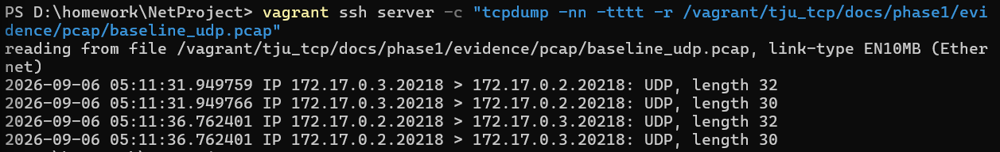 PS D:\homework\NetProject> vagrant ssh server -c "tcpdump -nn -tttt -r /vagrant/tju_tcp/docs/phase1/evi
dence/pcap/baseline_udp.pcap"
reading from file /vagrant/tju_tcp/docs/phase1/evidence/pcap/baseline_udp.pcap, link-type EN10MB (Ether
net)
2026-09-06 05:11:31.949759 IP 172.17.0.3.20218 > 172.17.0.2.20218: UDP, length 32
2026-09-06 05:11:31.949766 IP 172.17.0.3.20218 > 172.17.0.2.20218: UDP, length 30
2026-09-06 05:11:36.762401 IP 172.17.0.2.20218 > 172.17.0.3.20218: UDP, length 32
2026-09-06 05:11:36.762401 IP 172.17.0.2.20218 > 172.17.0.3.20218: UDP, length 30